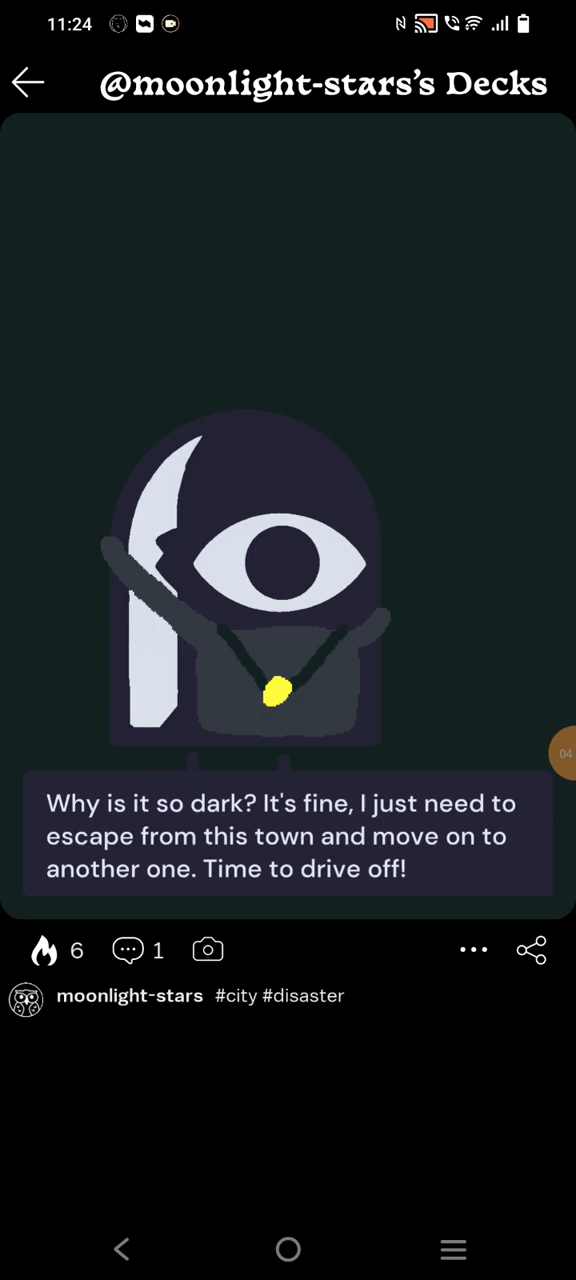 11:24
@moonlight-stars's Decks
04
Why is it so dark? It's fine, I just need to
escape from this town and move on to
another one. Time to drive off!
6
1
moonlight-stars #city #disaster